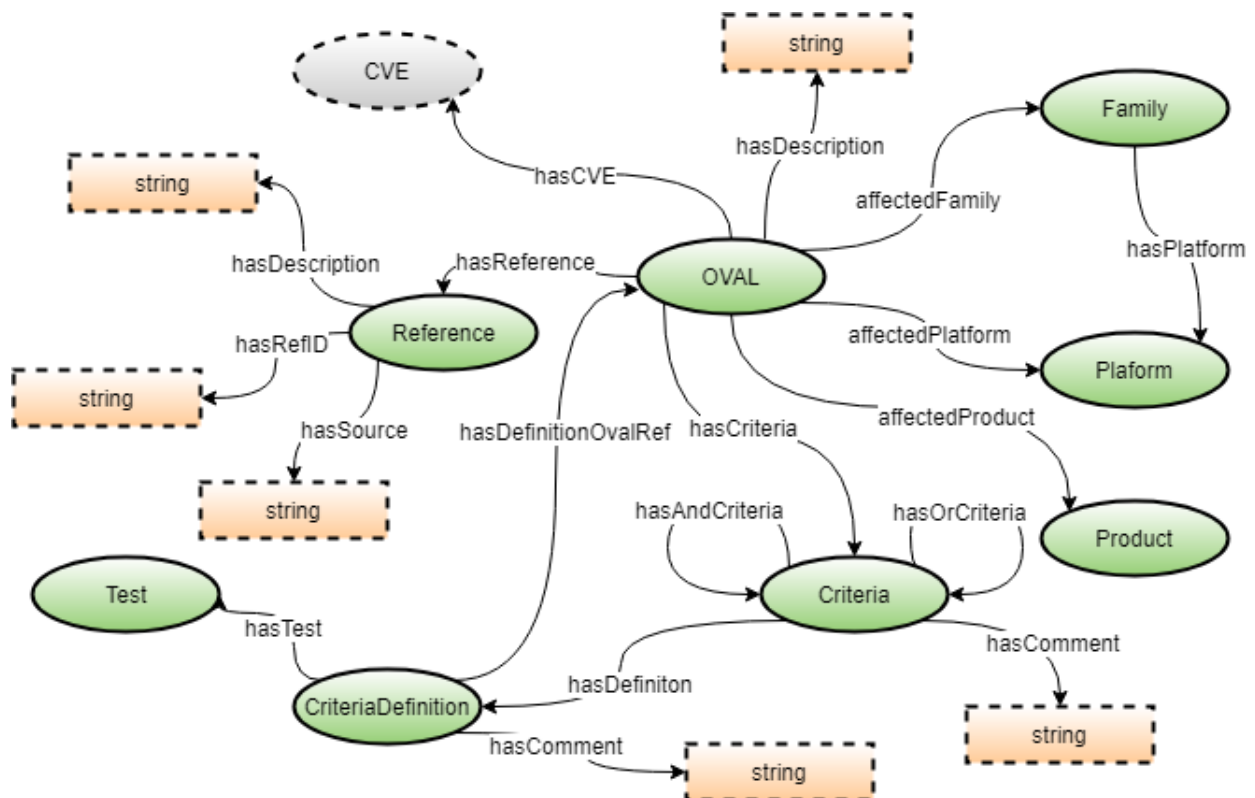 string
CVE
Family
hasDescription
hasCVE
string
affectedFamily
hasPlatform
hasDescription
hasReference
OVAL
Reference
hasRefID
affectedPlatform
Plaform
string
hasSource
hasDefinitionOvalRef
hasCriteria
affectedProduct
string
hasAndCriteria
hasOrCriteria
Product
Test
Criteria
hasTest
hasComment
hasDefiniton
CriteriaDefinition
string
hasComment
string